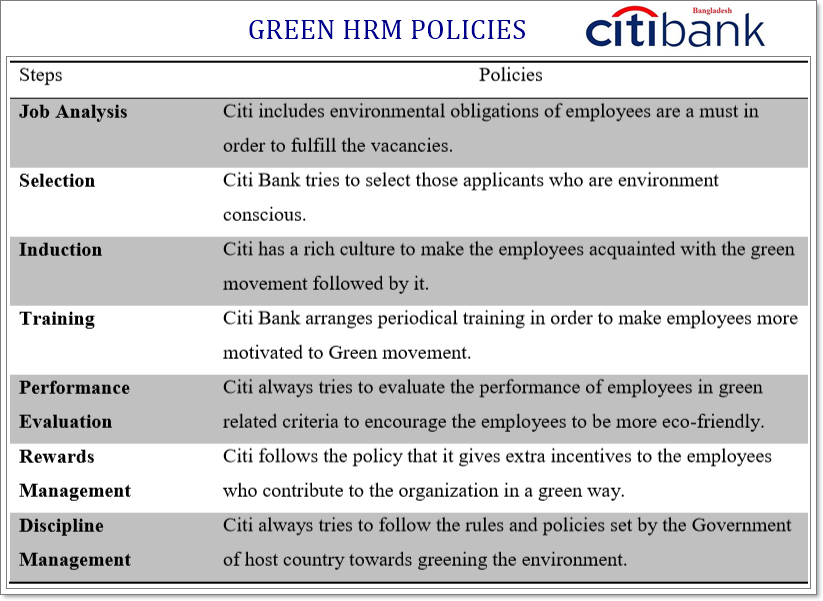 GREEN HRM POLICIES
Bangladesh
citibank
Steps Policies
Job Analysis Citi includes environmental obligations of employees are a must in
order to fulfill the vacancies.
Selection Citi Bank tries to select those applicants who are environment
conscious.
Induction Citi has a rich culture to make the employees acquainted with the green
movement followed by it.
Training Citi Bank arranges periodical training in order to make employees more
motivated to Green movement.
Performance Citi always tries to evaluate the performance of employees in green
Evaluation related criteria to encourage the employees to be more eco-friendly.
Rewards Citi follows the policy that it gives extra incentives to the employees
Management who contribute to the organization in a green way.
Discipline Citi always tries to follow the rules and policies set by the Government
Management of host country towards greening the environment.